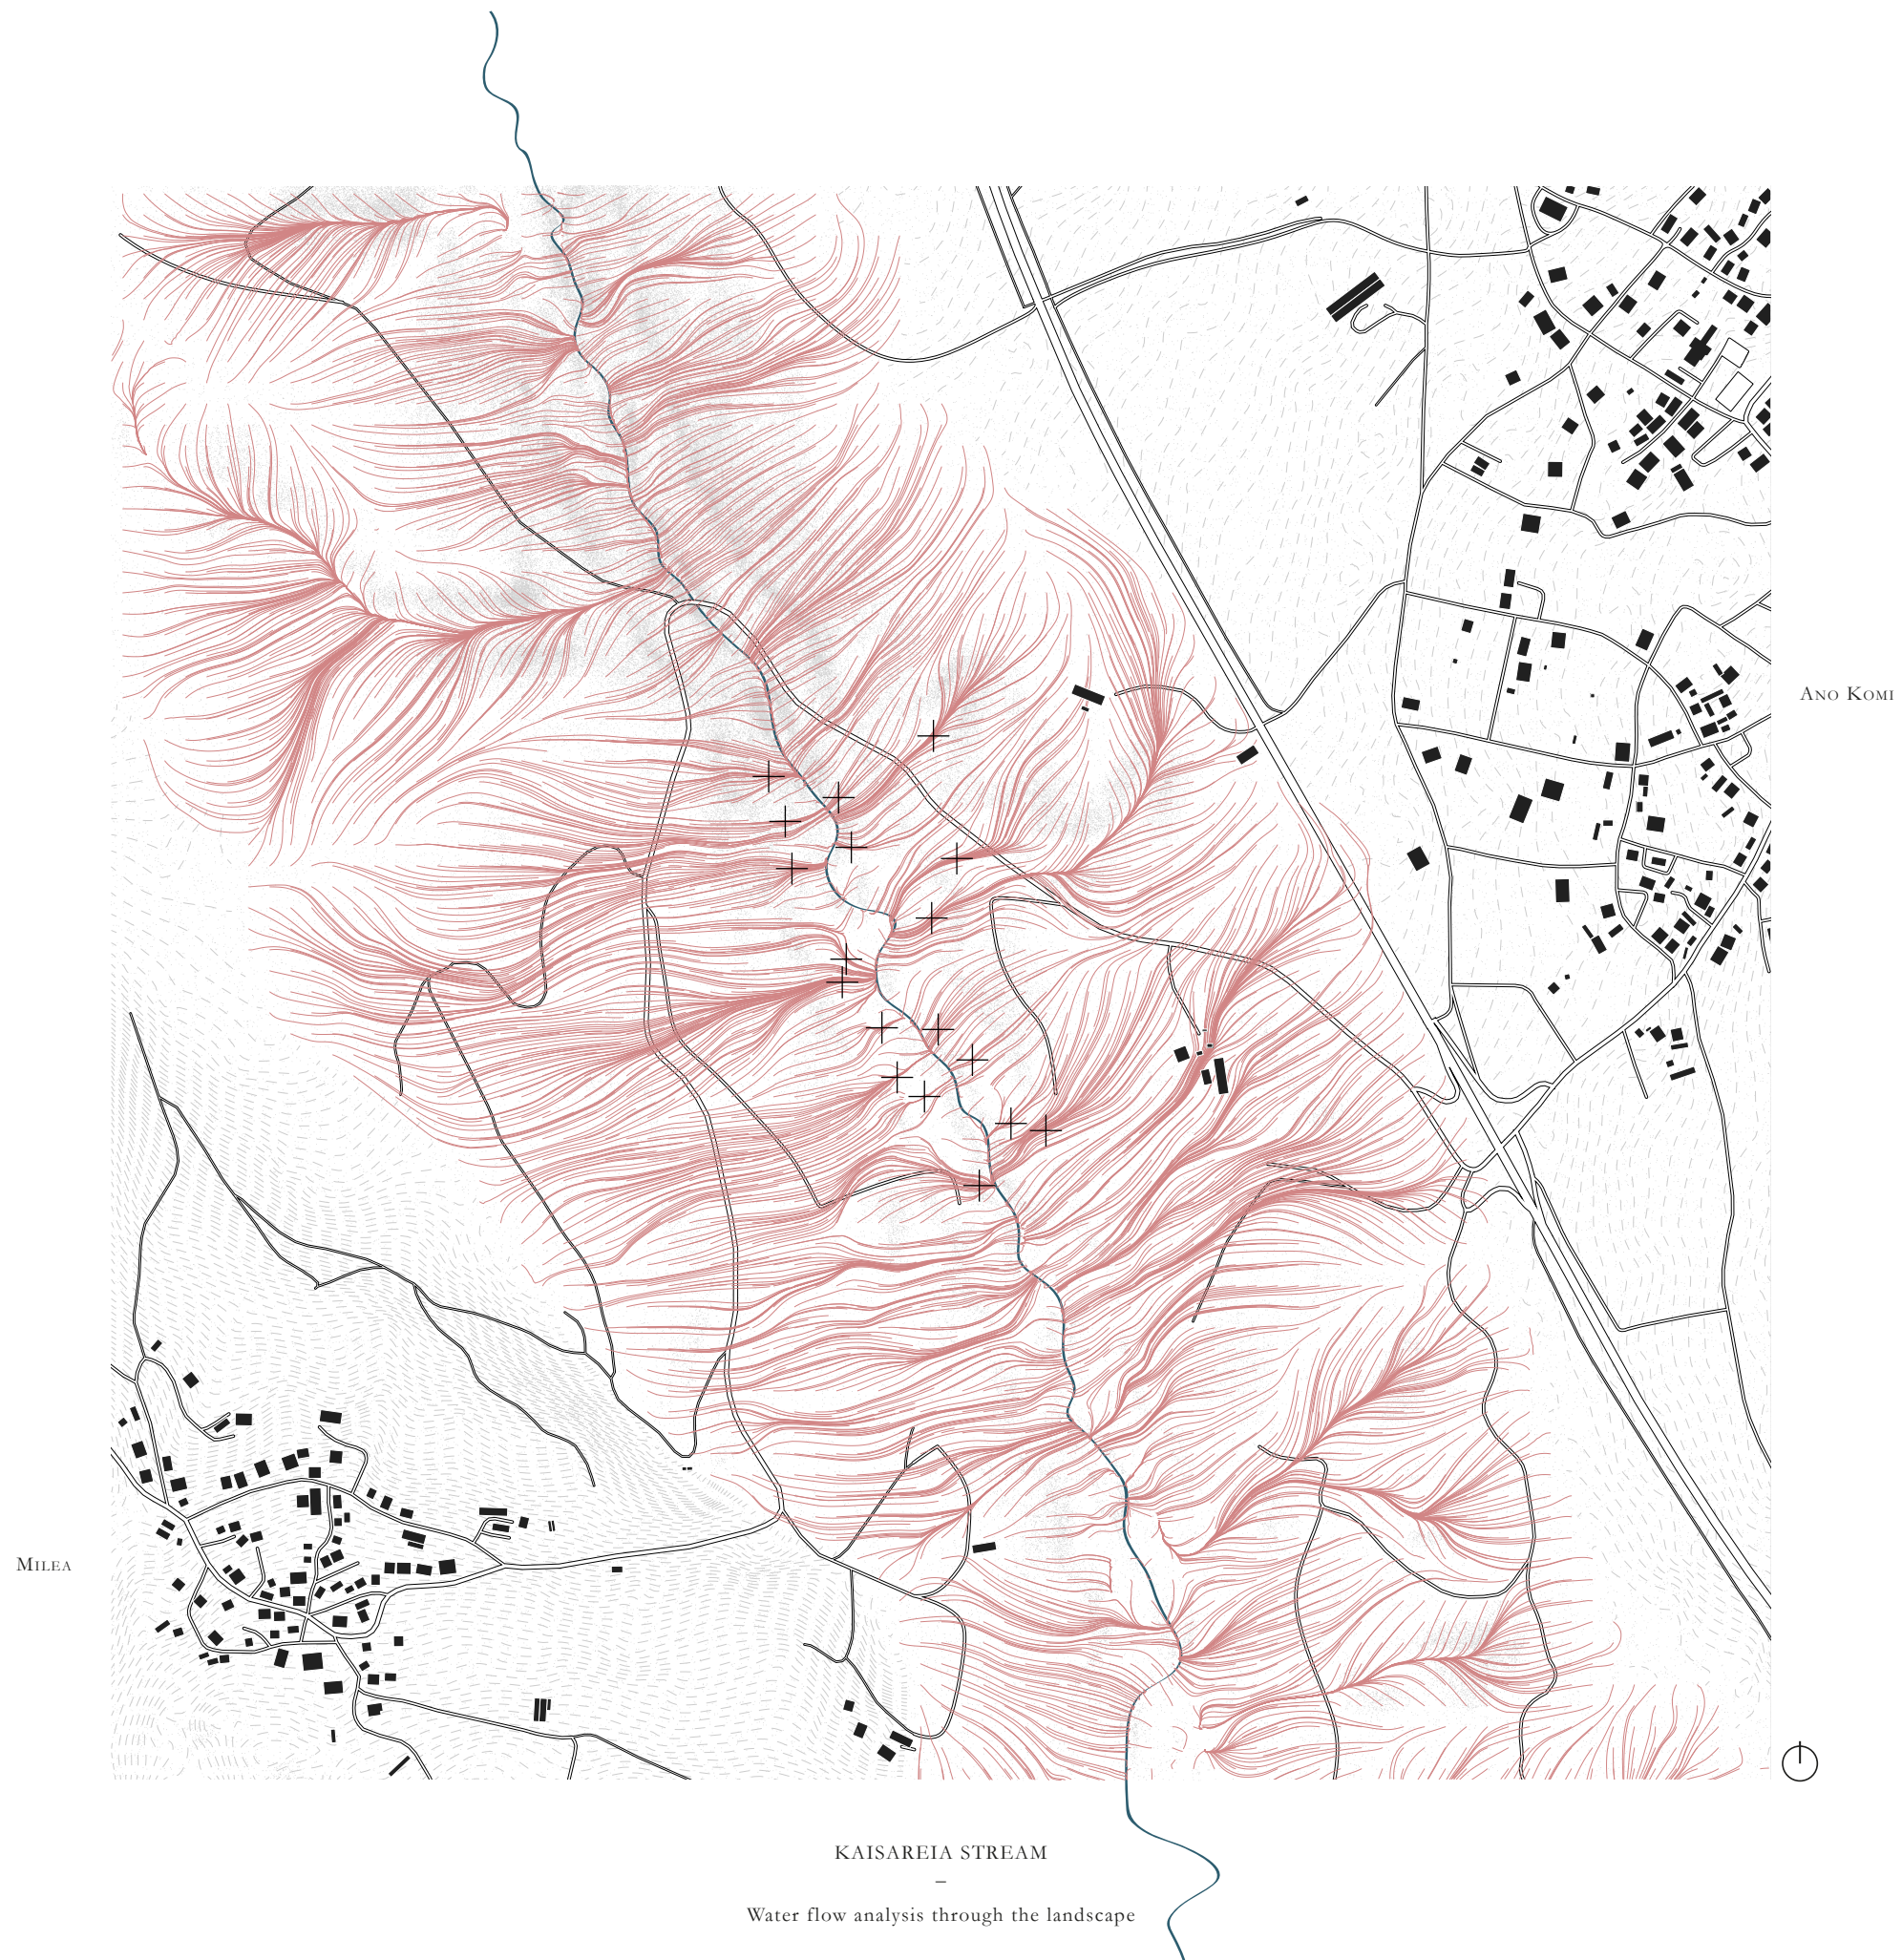 Ano Komi
Milea
KAISAREIA STREAM
–
Water flow analysis through the landscape